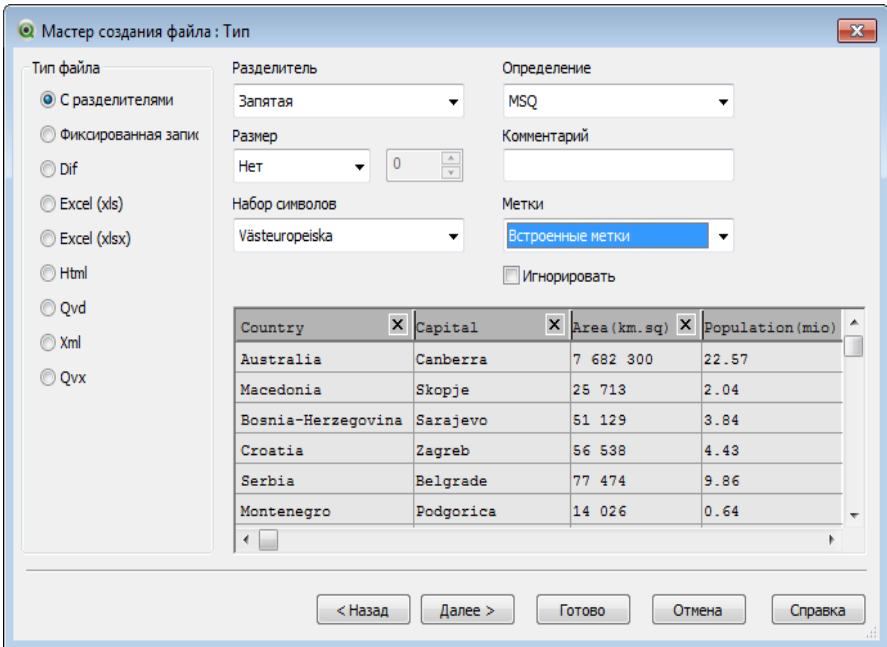 Мастер создания файла : Тип
Тип файла
С разделителями
Фиксированная запис
Dif
Excel (xls)
Excel (xlsx)
Html
Qvd
Xml
Qvx
Разделитель
Запятая
Определение
MSQ
Размер
Нет
0
Комментарий
Набор символов
Västeuropeiska
Метки
Встроенные метки
Игнорировать
Country Capital Area(km.sq) Population(mio)
Australia Canberra 7 682 300 22.57
Macedonia Skopje 25 713 2.04
Bosnia-Herzegovina Sarajevo 51 129 3.84
Croatia Zagreb 56 538 4.43
Serbia Belgrade 77 474 9.86
Montenegro Podgorica 14 026 0.64
< Назад Далее > Готово Отмена Справка